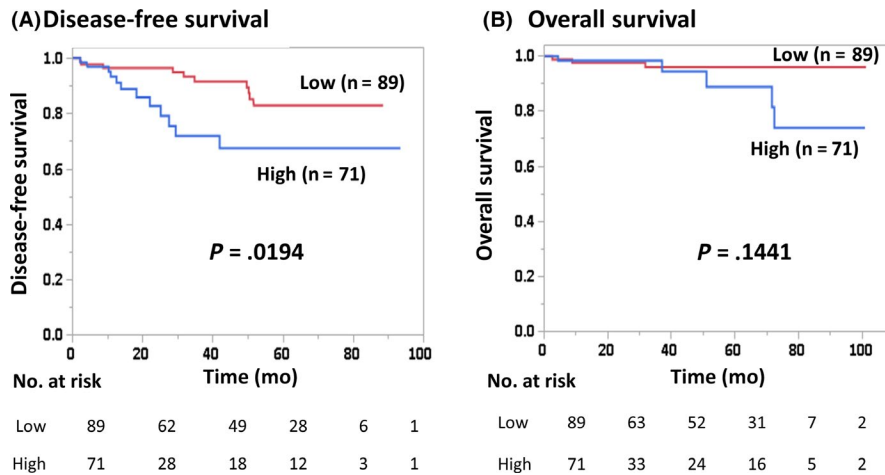 (A) Disease-free survival
1.0
0.8
0.6
0.4
0.2
0.0
Disease-free survival
Low (n = 89)
High (n = 71)
P = .0194
0 20 40 60 80 100
Time (mo)
No. at risk
Low 89 62 49 28 6 1
High 71 28 18 12 3 1
(B) Overall survival
1.0
0.8
0.6
0.4
0.2
0.0
Overall survival
Low (n = 89)
High (n = 71)
P = .1441
0 20 40 60 80 100
Time (mo)
No. at risk
Low 89 63 52 31 7 2
High 71 33 24 16 5 2